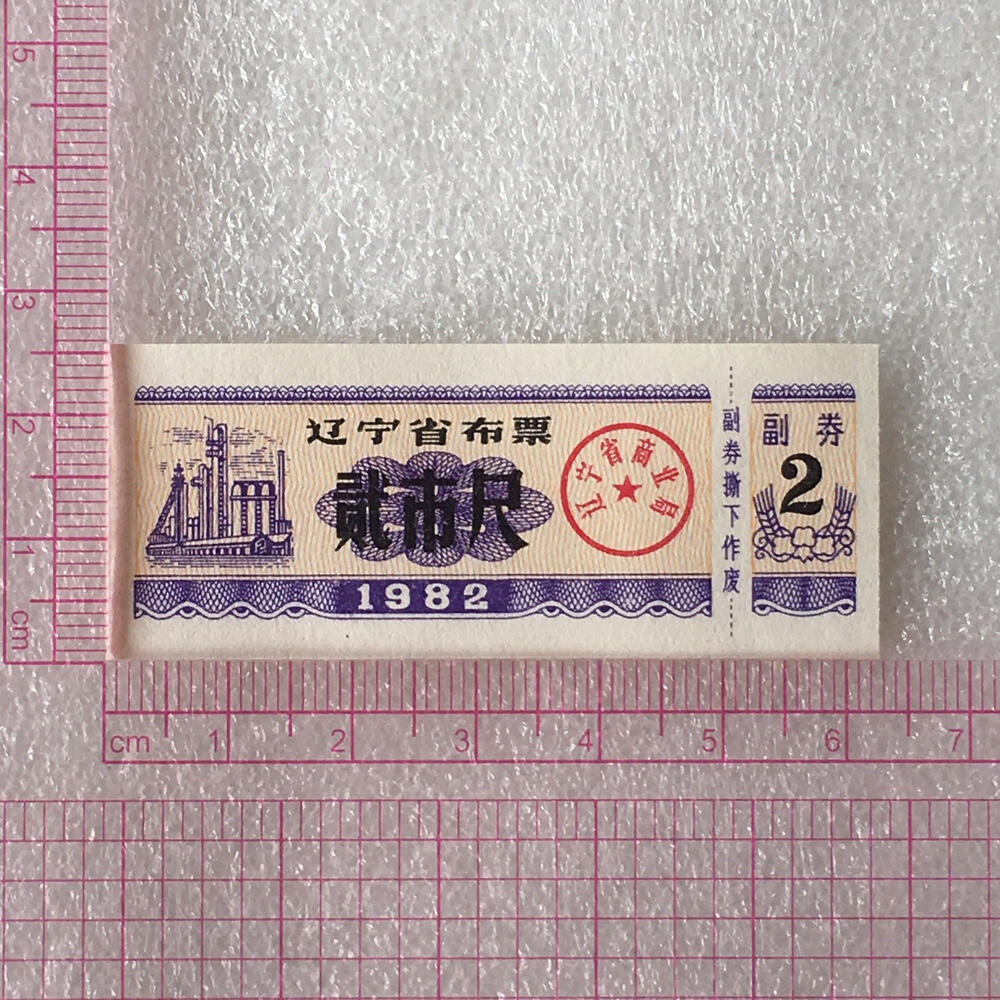 辽宁省布票
贰市尺
1982
辽宁省商业局
副券撕下作废
副券
2
5
4
3
2
1
cm
cm 1 2 3 4 5 6 7